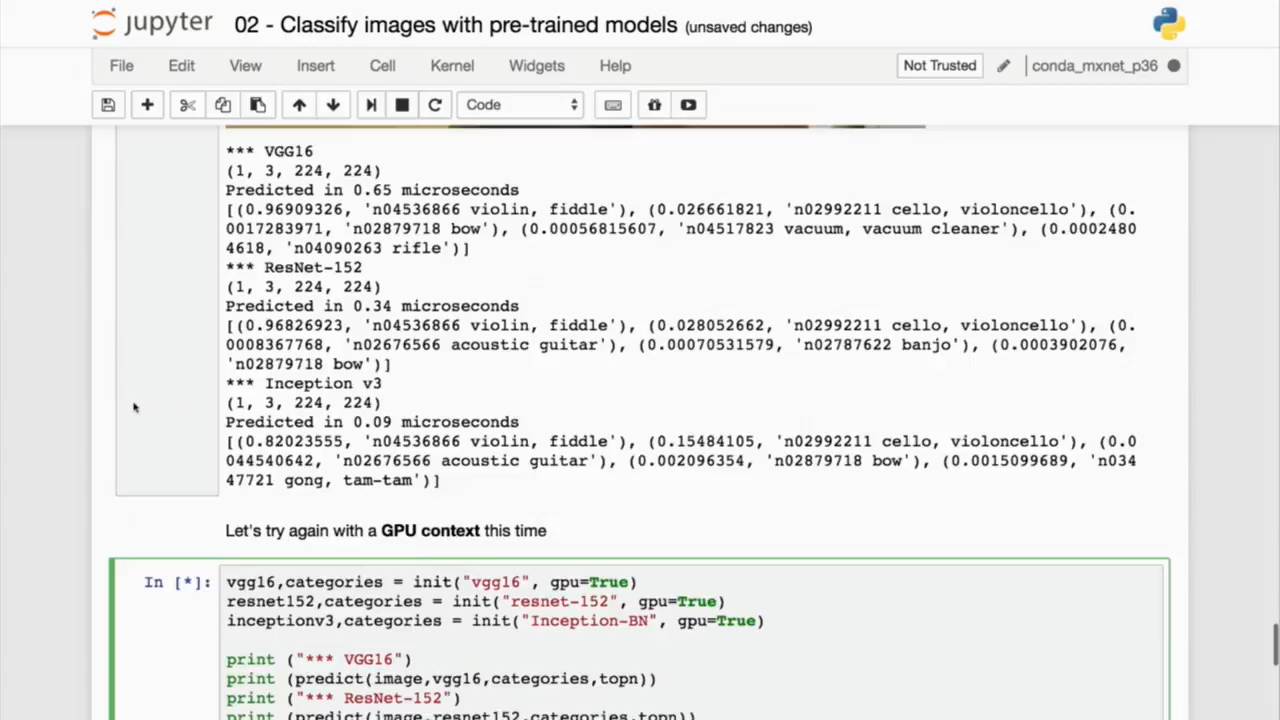 jupyter 02 - Classify images with pre-trained models (unsaved changes)
File Edit View Insert Cell Kernel Widgets Help Not Trusted conda_mxnet_p36
Code
*** VGG16
(1, 3, 224, 224)
Predicted in 0.65 microseconds
[(0.96909326, 'n04536866 violin, fiddle'), (0.026661821, 'n02992211 cello, violoncello'), (0.
0017283971, 'n02879718 bow'), (0.00056815607, 'n04517823 vacuum, vacuum cleaner'), (0.0002480
4618, 'n04090263 rifle')]
*** ResNet-152
(1, 3, 224, 224)
Predicted in 0.34 microseconds
[(0.96826923, 'n04536866 violin, fiddle'), (0.028052662, 'n02992211 cello, violoncello'), (0.
0008367768, 'n02676566 acoustic guitar'), (0.00070531579, 'n02787622 banjo'), (0.0003902076,
'n02879718 bow')]
*** Inception v3
(1, 3, 224, 224)
Predicted in 0.09 microseconds
[(0.82023555, 'n04536866 violin, fiddle'), (0.15484105, 'n02992211 cello, violoncello'), (0.0
044540642, 'n02676566 acoustic guitar'), (0.002096354, 'n02879718 bow'), (0.0015099689, 'n034
47721 gong, tam-tam')]
Let's try again with a GPU context this time
In [*]: vgg16,categories = init("vgg16", gpu=True)
resnet152,categories = init("resnet-152", gpu=True)
inceptionv3,categories = init("Inception-BN", gpu=True)
print ("*** VGG16")
print (predict(image,vgg16,categories,topn))
print ("*** ResNet-152")
print (predict(image,resnet152,categories,topn))